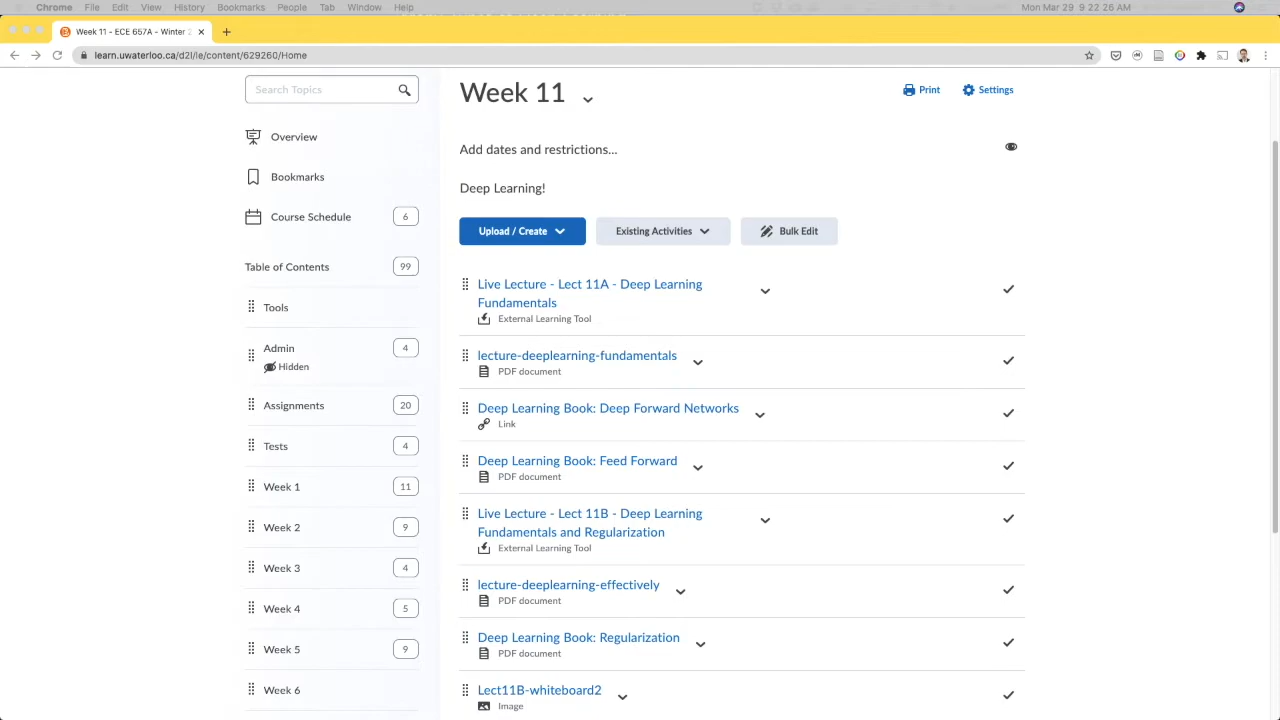 Chrome File Edit View History Bookmarks People Tab Window Help Mon Mar 29 9:22:26 AM
Week 11 - ECE 657A - Winter 2
learn.uwaterloo.ca/d2l/le/content/629260/Home
Search Topics
Overview
Bookmarks
Course Schedule 6
Table of Contents 99
Tools
Admin 4
Hidden
Assignments 20
Tests 4
Week 1 11
Week 2 9
Week 3 4
Week 4 5
Week 5 9
Week 6
Week 11
Print Settings
Add dates and restrictions...
Deep Learning!
Upload / Create Existing Activities Bulk Edit
Live Lecture - Lect 11A - Deep Learning
Fundamentals
External Learning Tool
lecture-deeplearning-fundamentals
PDF document
Deep Learning Book: Deep Forward Networks
Link
Deep Learning Book: Feed Forward
PDF document
Live Lecture - Lect 11B - Deep Learning
Fundamentals and Regularization
External Learning Tool
lecture-deeplearning-effectively
PDF document
Deep Learning Book: Regularization
PDF document
Lect11B-whiteboard2
Image